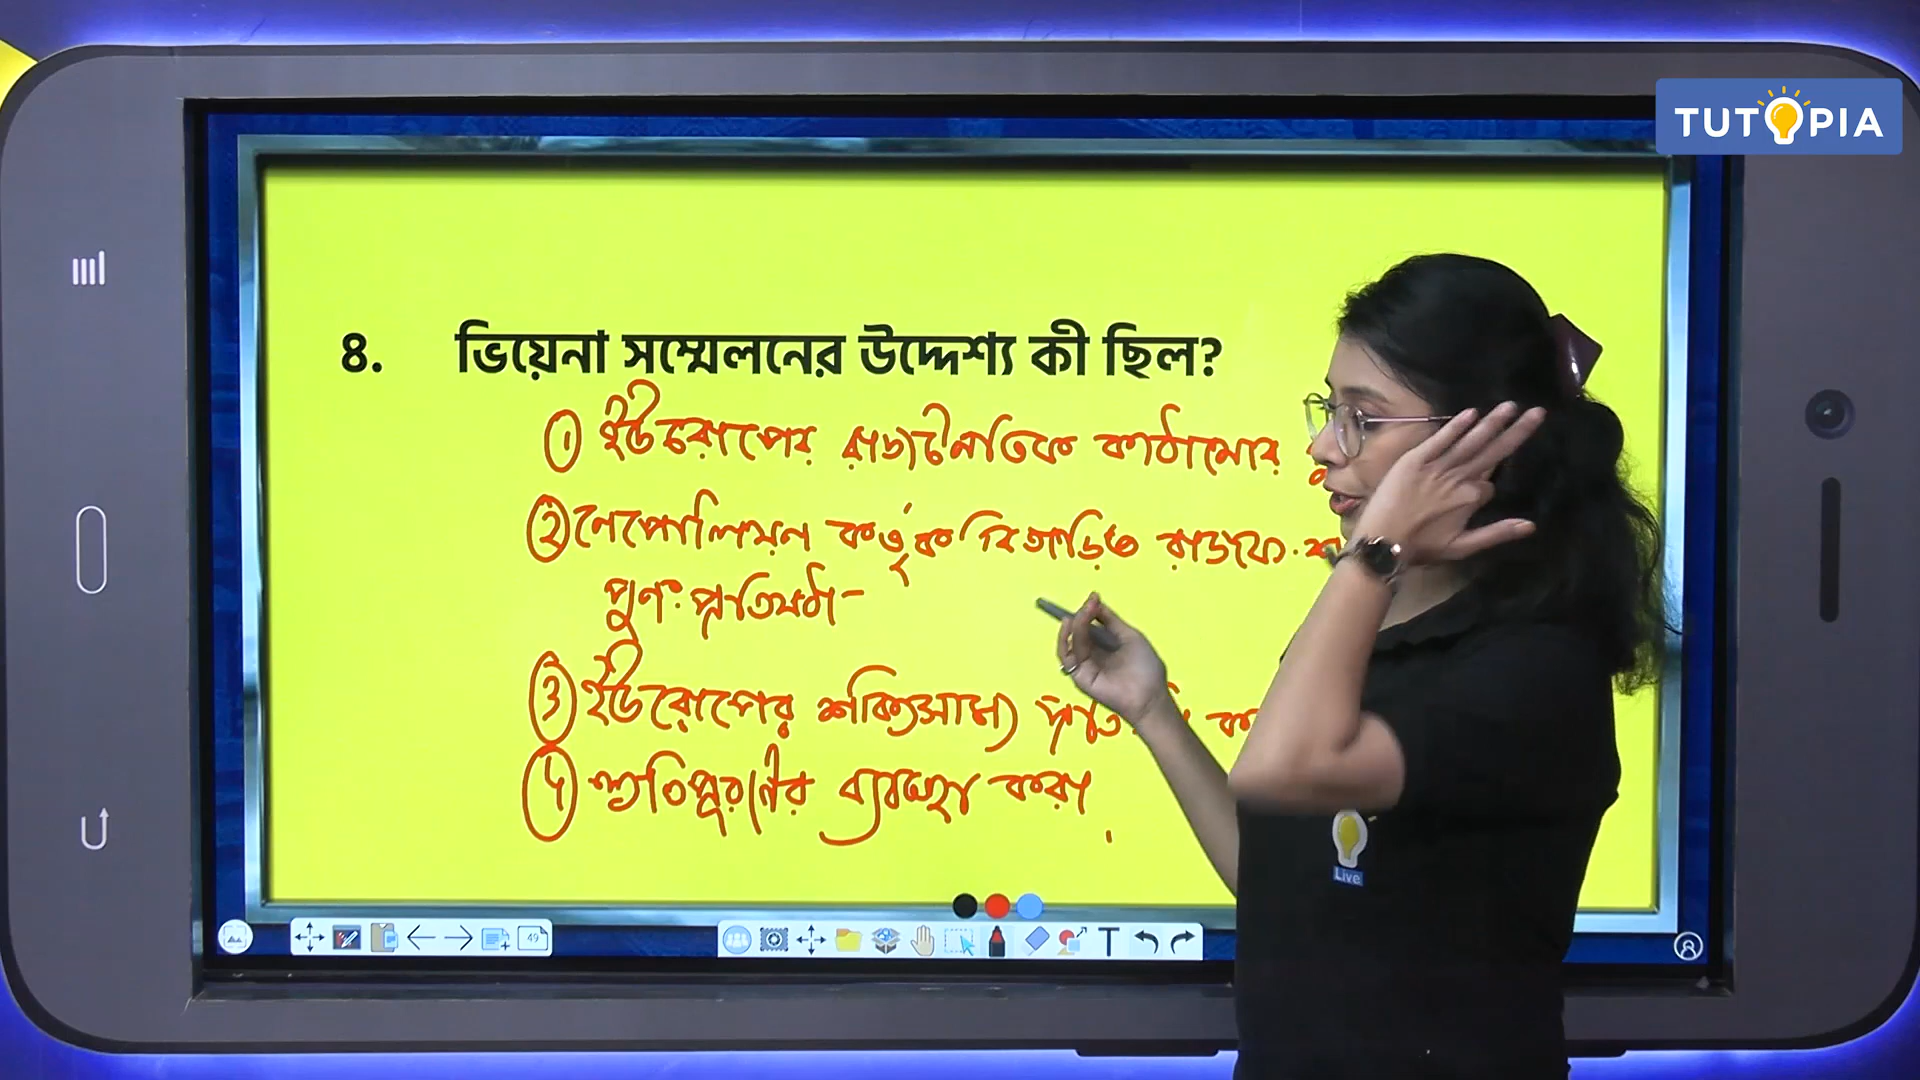 TUTOPIA
৪. ভিয়েনা সম্মেলনের উদ্দেশ্য কী ছিল?
① ইউরোপের রাজনৈতিক কাঠামোর
② নেপোলিয়ন কর্তৃক বিতাড়িত
পুনঃপ্রতিষ্ঠা
③ ইউরোপের শক্তিসাম্য
④ ক্ষতিপূরণের ব্যবস্থা করা
49
T
Live